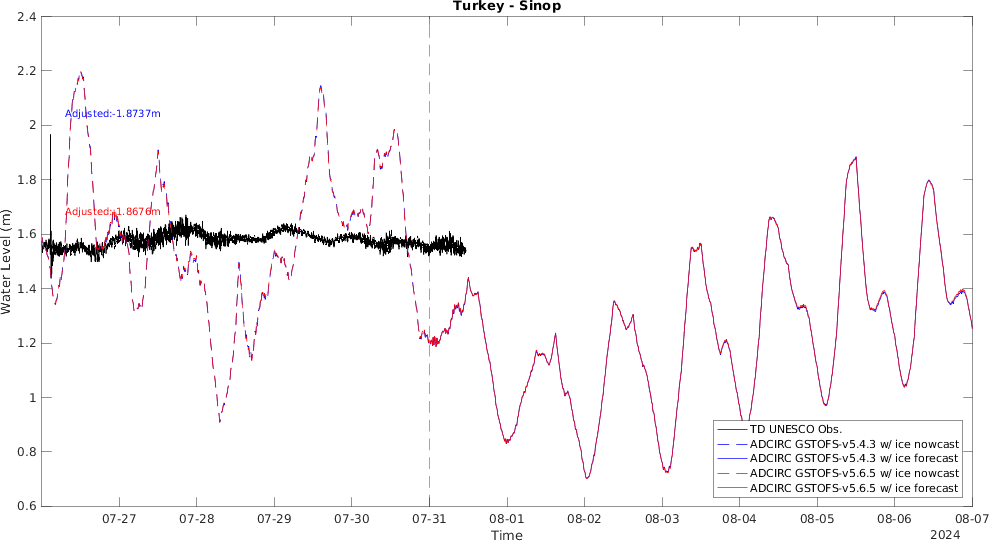 Turkey - Sinop
2.4
2.2
2
1.8
1.6
1.4
1.2
1
0.8
0.6
Water Level (m)
Adjusted:-1.8737m
Adjusted:-1.8676m
TD UNESCO Obs.
ADCIRC GSTOFS-v5.4.3 w/ ice nowcast
ADCIRC GSTOFS-v5.4.3 w/ ice forecast
ADCIRC GSTOFS-v5.6.5 w/ ice nowcast
ADCIRC GSTOFS-v5.6.5 w/ ice forecast
07-27 07-28 07-29 07-30 07-31 08-01 08-02 08-03 08-04 08-05 08-06 08-07
Time
2024